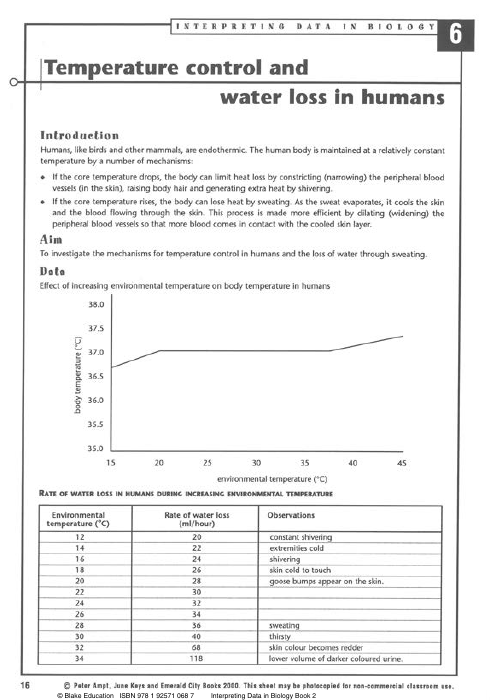 INTERPRETING DATA IN BIOLOGY
6
Temperature control and
water loss in humans
Introduction
Humans, like birds and other mammals, are endothermic. The human body is maintained at a relatively constant
temperature by a number of mechanisms:
• If the core temperature drops, the body can limit heat loss by constricting (narrowing) the peripheral blood
vessels (in the skin), raising body hair and generating extra heat by shivering.
• If the core temperature rises, the body can lose heat by sweating. As the sweat evaporates, it cools the skin
and the blood flowing through the skin. This process is made more efficient by dilating (widening) the
peripheral blood vessels so that more blood comes in contact with the cooled skin layer.
Aim
To investigate the mechanisms for temperature control in humans and the loss of water through sweating.
Data
Effect of increasing environmental temperature on body temperature in humans
38.0
37.5
37.0
36.5
36.0
35.5
35.0
body temperature (°C)
15 20 25 30 35 40 45
environmental temperature (°C)
RATE OF WATER LOSS IN HUMANS DURING INCREASING ENVIRONMENTAL TEMPERATURE
Environmental Rate of water loss Observations
temperature (°C) (ml/hour)
12 20 constant shivering
14 22 extremities cold
16 24 shivering
18 26 skin cold to touch
20 28 goose bumps appear on the skin.
22 30
24 32
26 34
28 36 sweating
30 40 thirsty
32 68 skin colour becomes redder
34 118 lower volume of darker coloured urine.
16 © Peter Ampt, June Keys and Emerald City Books 2000. This sheet may be photocopied for non-commercial classroom use.
© Blake Education ISBN 978 1 92571 068 7 Interpreting Data in Biology Book 2